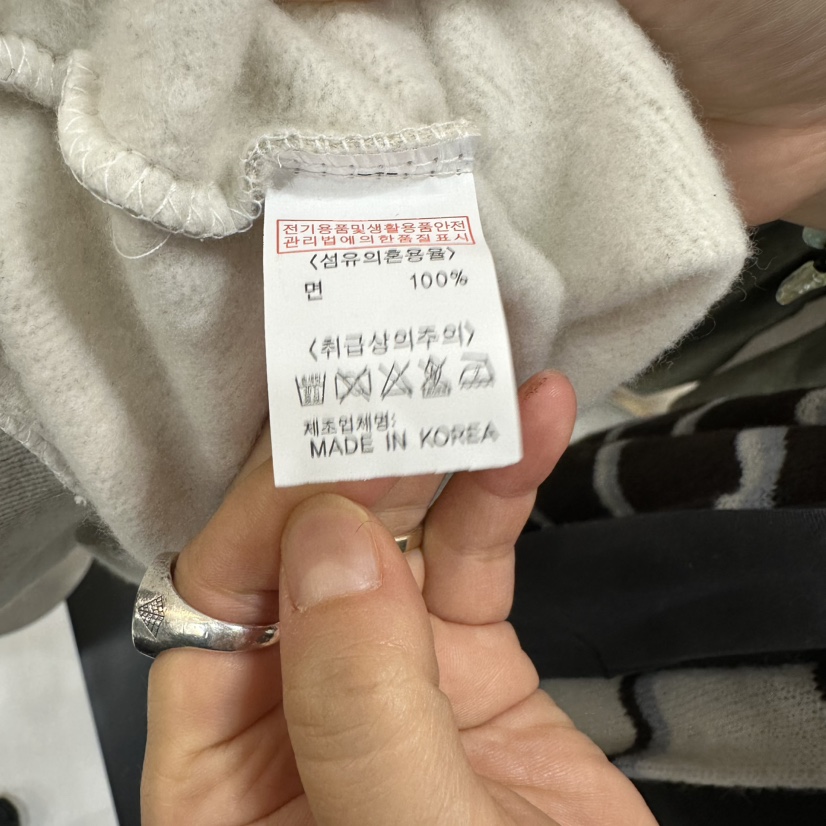 전기용품및생활용품안전
관리법에의한품질표시
〈섬유의혼용율〉
면 100%
〈취급상의주의〉
제조업체명:
MADE IN KOREA